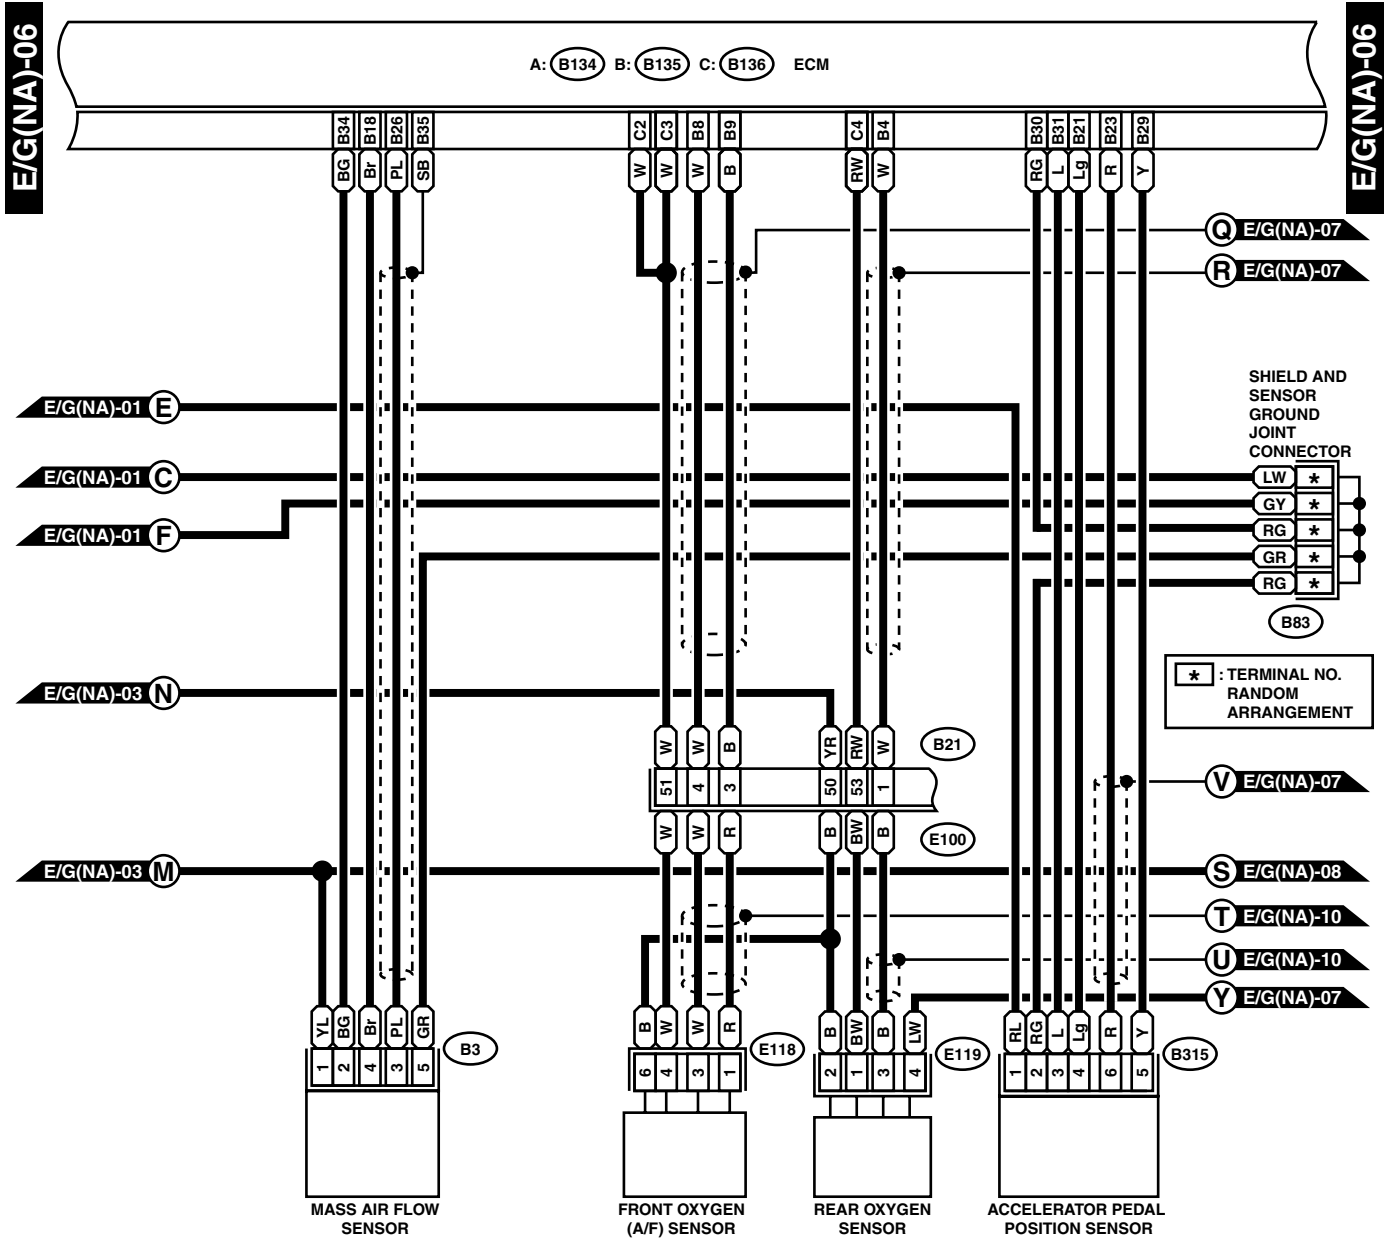 E/G(NA)-06
E/G(NA)-06
A: B134 B: B135 C: B136 ECM
B34 B18 B26 B35 C2 C3 B8 B9 C4 B4 B30 B31 B21 B23 B29
BG Br PL SB W W W B RW W RG L Lg R Y
Q E/G(NA)-07
R E/G(NA)-07
SHIELD AND
SENSOR
GROUND
JOINT
CONNECTOR
E/G(NA)-01 E
E/G(NA)-01 C
LW *
GY *
E/G(NA)-01 F
RG *
GR *
RG *
B83
* : TERMINAL NO.
RANDOM
ARRANGEMENT
E/G(NA)-03 N
W W B YR RW W B21
51 4 3 50 53 1
V E/G(NA)-07
W W R B BW B E100
E/G(NA)-03 M
S E/G(NA)-08
T E/G(NA)-10
U E/G(NA)-10
Y E/G(NA)-07
YL BG Br PL GR B3
B W W R E118
B BW B LW E119
RL RG L Lg R Y B315
1 2 4 3 5
6 4 3 1
2 1 3 4
1 2 3 4 6 5
MASS AIR FLOW
SENSOR
FRONT OXYGEN
(A/F) SENSOR
REAR OXYGEN
SENSOR
ACCELERATOR PEDAL
POSITION SENSOR